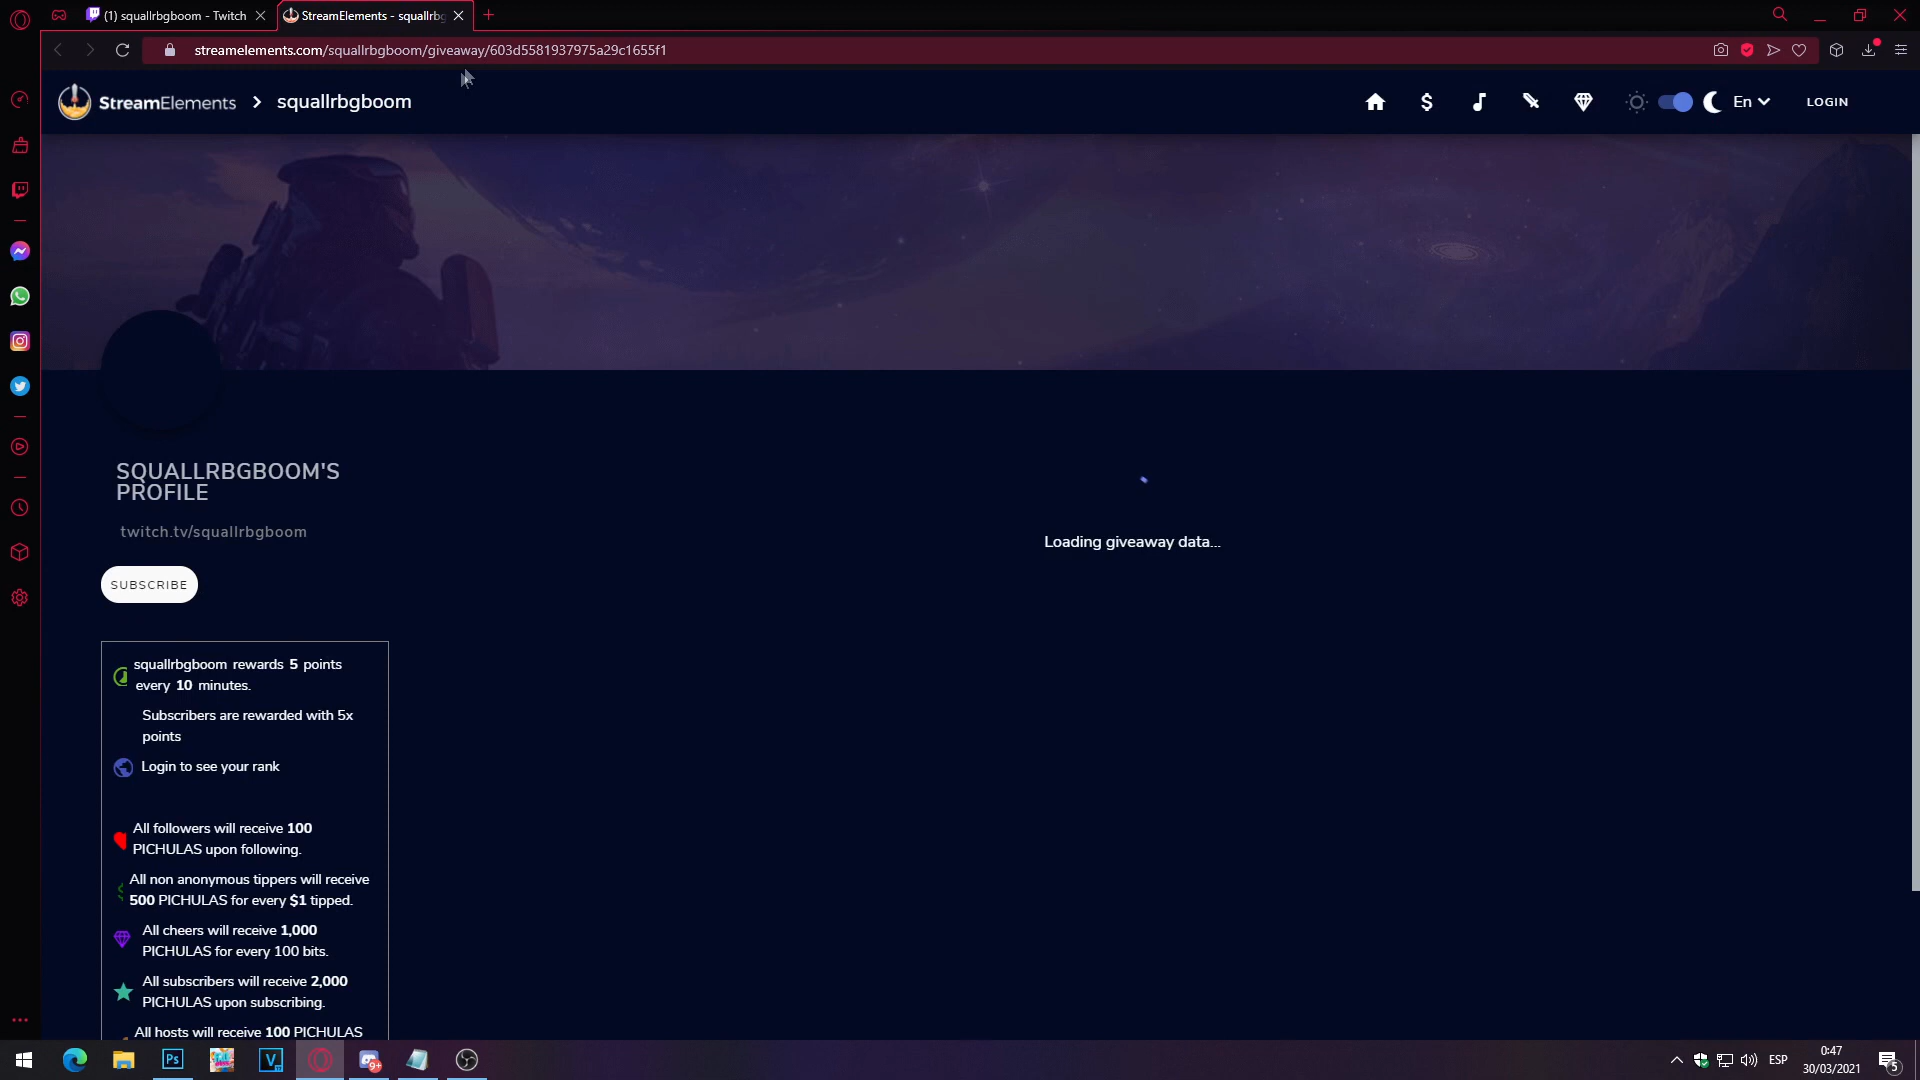 (1) squallrbgboom - Twitch
StreamElements - squallrbg
streamelements.com/squallrbgboom/giveaway/603d5581937975a29c1655f1
StreamElements > squallrbgboom
En
LOGIN
SQUALLRBGBOOM'S
PROFILE
twitch.tv/squallrbgboom
SUBSCRIBE
Loading giveaway data...
squallrbgboom rewards 5 points
every 10 minutes.
Subscribers are rewarded with 5x
points
Login to see your rank
All followers will receive 100
PICHULAS upon following.
All non anonymous tippers will receive
500 PICHULAS for every $1 tipped.
All cheers will receive 1,000
PICHULAS for every 100 bits.
All subscribers will receive 2,000
PICHULAS upon subscribing.
All hosts will receive 100 PICHULAS
Ps
V
9+
ESP
0:47
30/03/2021
5